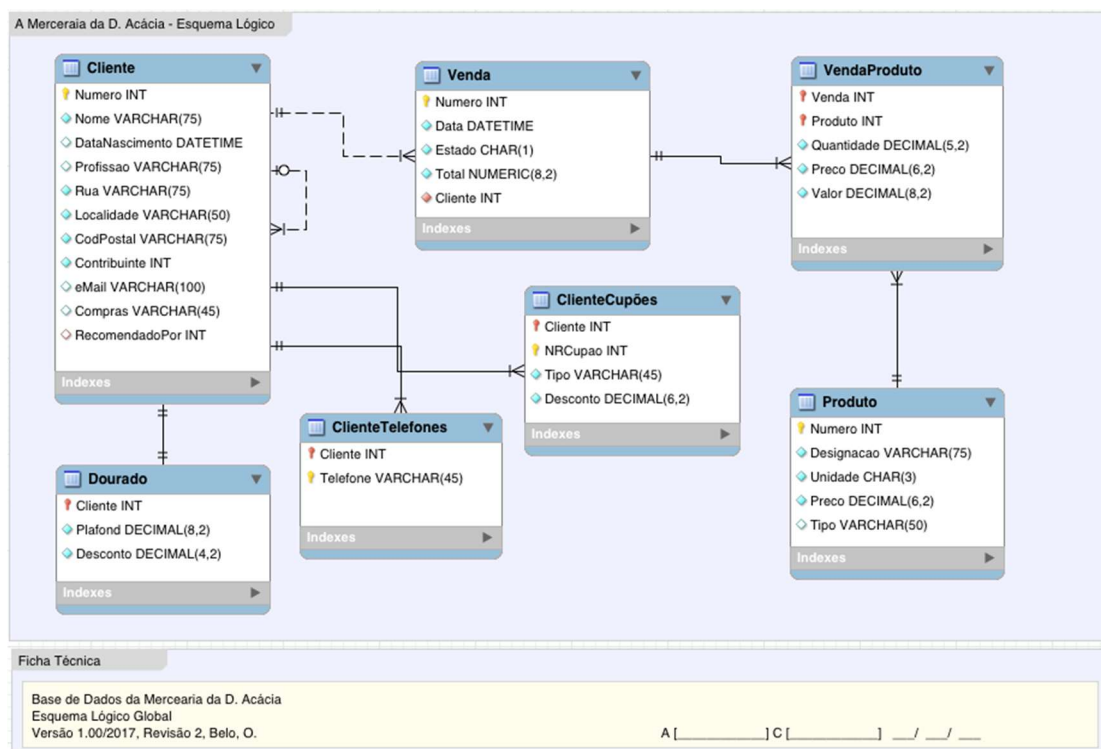 A Merceraia da D. Acácia - Esquema Lógico
Cliente
Numero INT
Nome VARCHAR(75)
DataNascimento DATETIME
Profissao VARCHAR(75)
Rua VARCHAR(75)
Localidade VARCHAR(50)
CodPostal VARCHAR(75)
Contribuinte INT
eMail VARCHAR(100)
Compras VARCHAR(45)
RecomendadoPor INT
Indexes
Venda
Numero INT
Data DATETIME
Estado CHAR(1)
Total NUMERIC(8,2)
Cliente INT
Indexes
VendaProduto
Venda INT
Produto INT
Quantidade DECIMAL(5,2)
Preco DECIMAL(6,2)
Valor DECIMAL(8,2)
Indexes
ClienteCupões
Cliente INT
NRCupao INT
Tipo VARCHAR(45)
Desconto DECIMAL(6,2)
Indexes
Dourado
Cliente INT
Plafond DECIMAL(8,2)
Desconto DECIMAL(4,2)
Indexes
ClienteTelefones
Cliente INT
Telefone VARCHAR(45)
Indexes
Produto
Numero INT
Designacao VARCHAR(75)
Unidade CHAR(3)
Preco DECIMAL(6,2)
Tipo VARCHAR(50)
Indexes
Ficha Técnica
Base de Dados da Mercearia da D. Acácia
Esquema Lógico Global
Versão 1.00/2017, Revisão 2, Belo, O.
A [____________] C [____________] ___/ ___/ ___